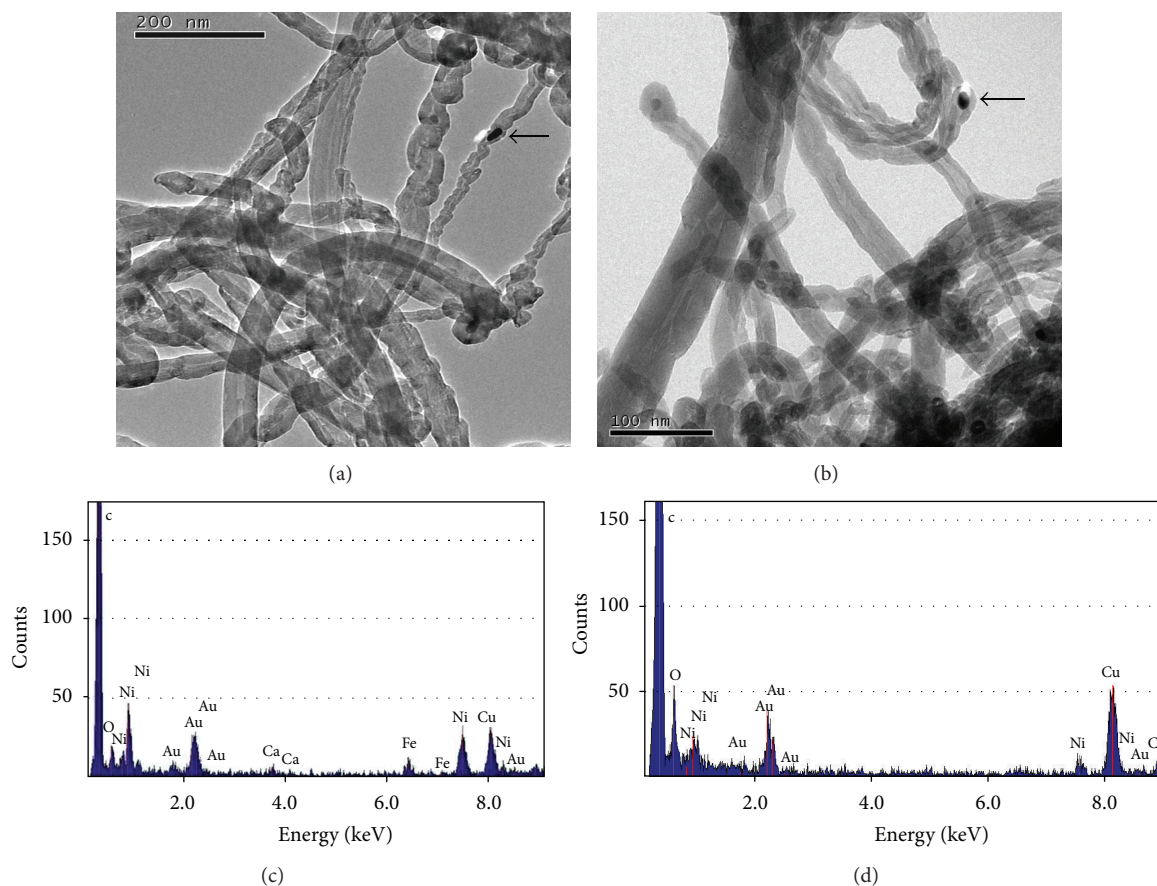 200 nm
100 nm
(a)
(b)
150
100
50
Counts
c
O
Ni
Ni
Ni
Au
Au
Au
Au
Ca
Ca
Fe
Fe
Ni
Cu
Ni
Au
2.0 4.0 6.0 8.0
Energy (keV)
(c)
150
100
50
Counts
c
O
Ni
Ni
Ni
Au
Au
Au
Au
Ni
Cu
Ni
Au
2.0 4.0 6.0 8.0
Energy (keV)
(d)